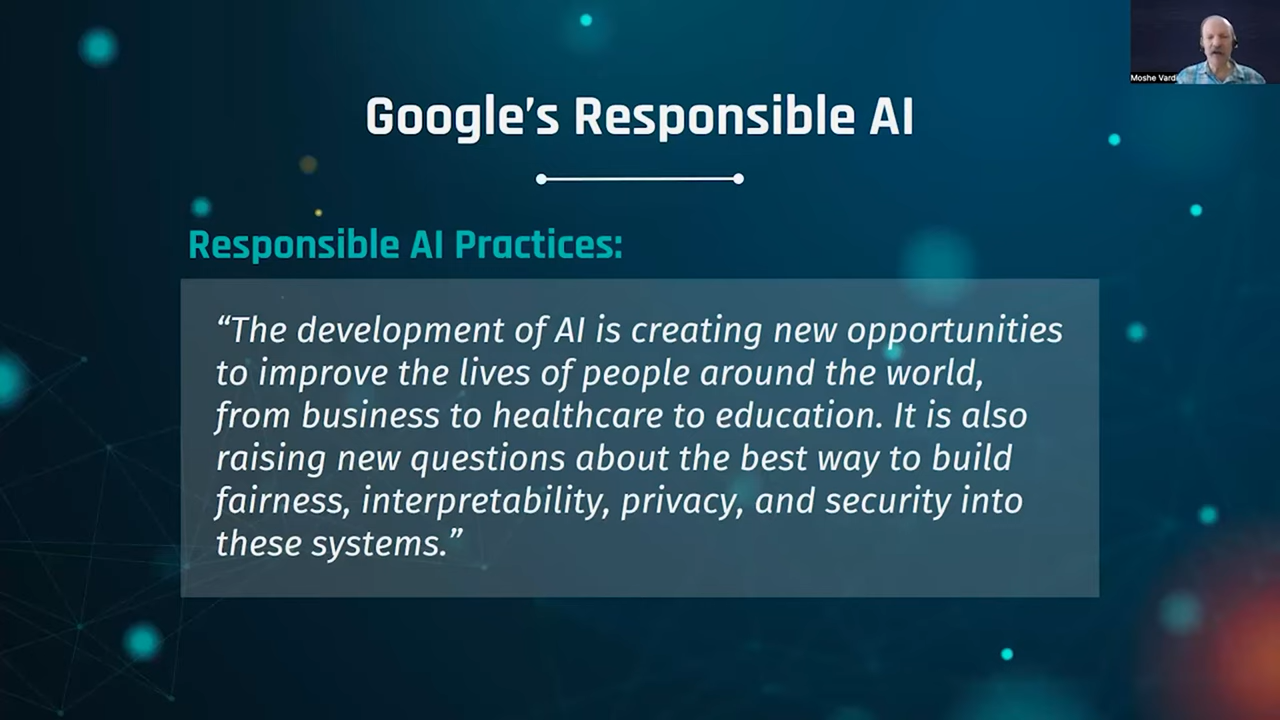 Moshe Vardi
Google’s Responsible AI
Responsible AI Practices:
“The development of AI is creating new opportunities
to improve the lives of people around the world,
from business to healthcare to education. It is also
raising new questions about the best way to build
fairness, interpretability, privacy, and security into
these systems.”